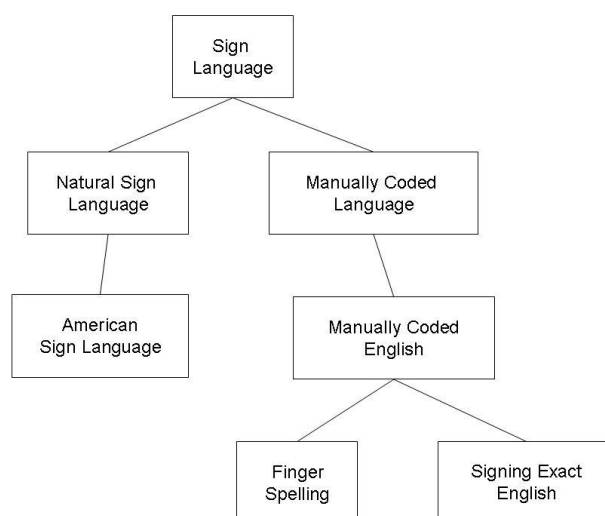 Sign
Language
Natural Sign
Language
Manually Coded
Language
American
Sign Language
Manually Coded
English
Finger
Spelling
Signing Exact
English